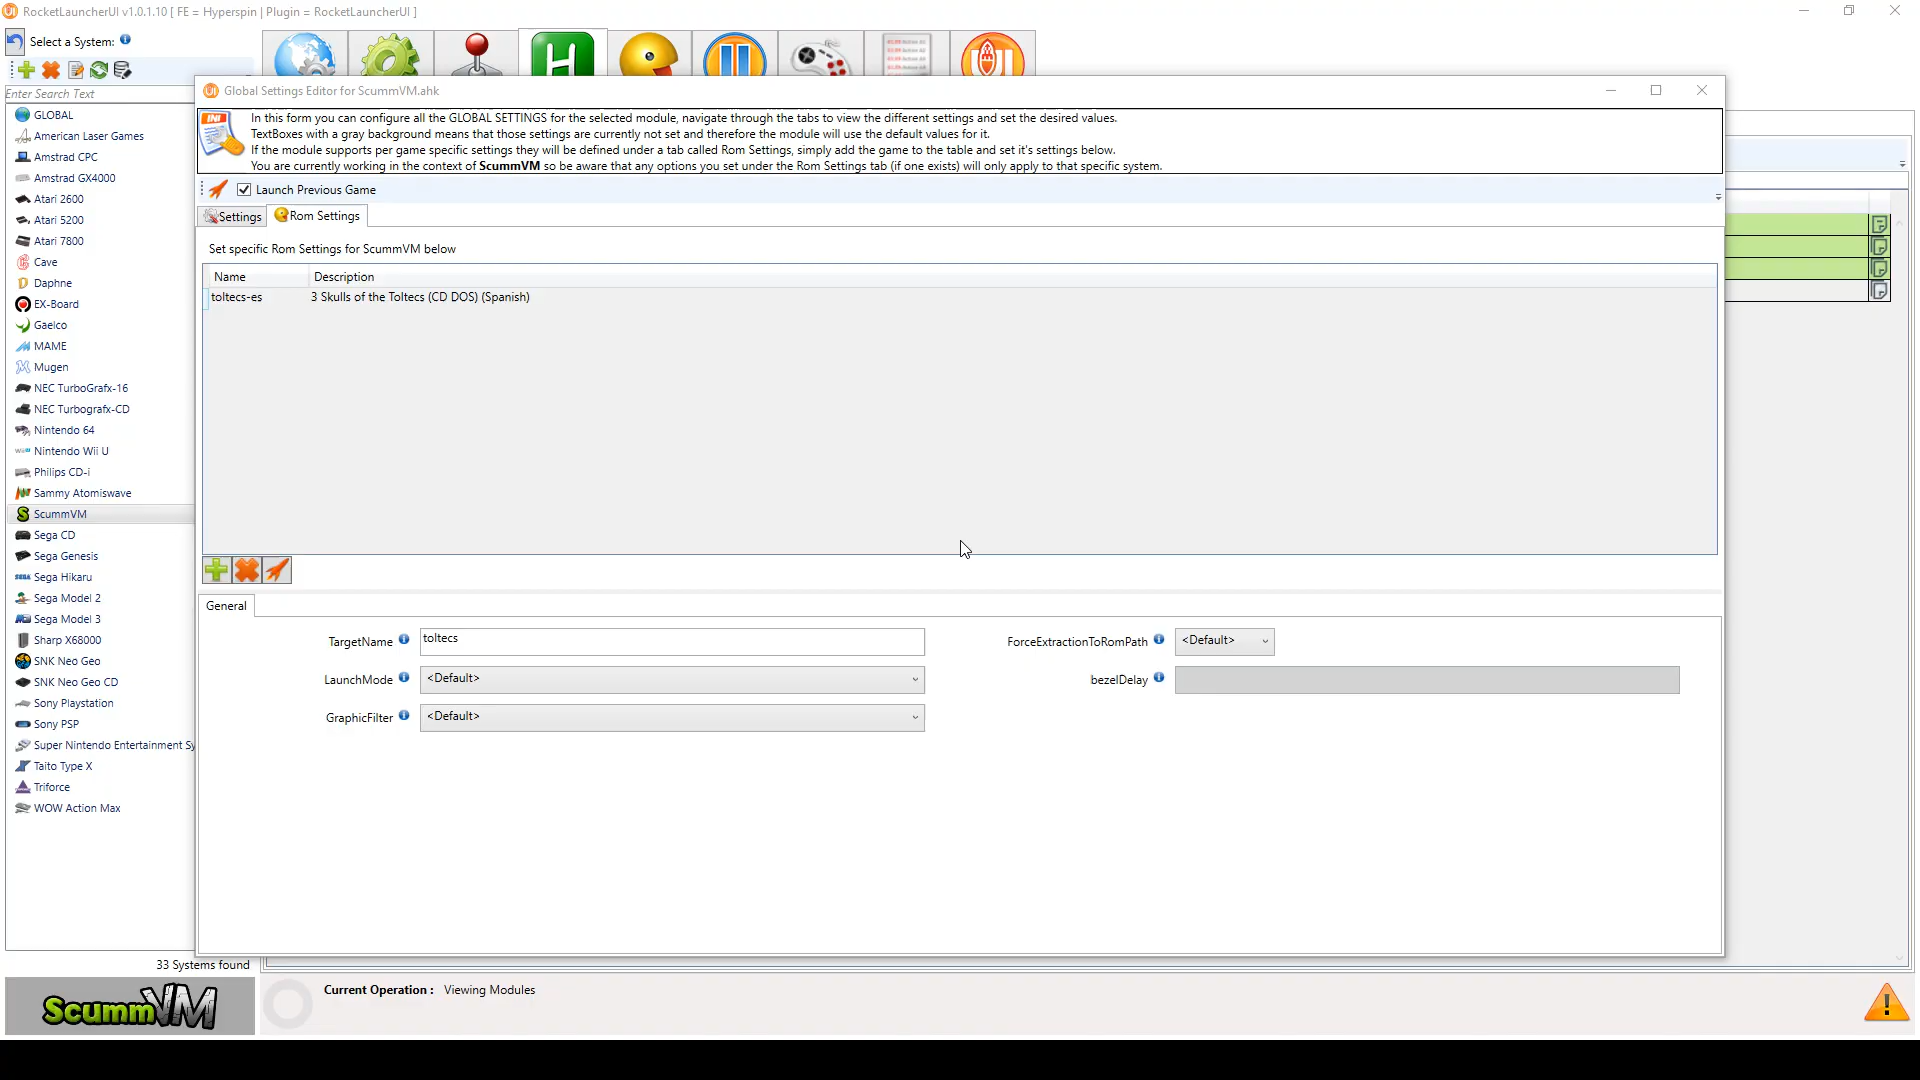 RocketLauncherUI v1.0.1.10 [ FE = Hyperspin | Plugin = RocketLauncherUI ]
Select a System:
Enter Search Text
GLOBAL
American Laser Games
Amstrad CPC
Amstrad GX4000
Atari 2600
Atari 5200
Atari 7800
Cave
Daphne
EX-Board
Gaelco
MAME
Mugen
NEC TurboGrafx-16
NEC Turbografx-CD
Nintendo 64
Nintendo Wii U
Philips CD-i
Sammy Atomiswave
ScummVM
Sega CD
Sega Genesis
Sega Hikaru
Sega Model 2
Sega Model 3
Sharp X68000
SNK Neo Geo
SNK Neo Geo CD
Sony Playstation
Sony PSP
Super Nintendo Entertainment Sy
Taito Type X
Triforce
WOW Action Max
33 Systems found
ScummVM
Global Settings Editor for ScummVM.ahk
INI
In this form you can configure all the GLOBAL SETTINGS for the selected module, navigate through the tabs to view the different settings and set the desired values.
TextBoxes with a gray background means that those settings are currently not set and therefore the module will use the default values for it.
If the module supports per game specific settings they will be defined under a tab called Rom Settings, simply add the game to the table and set it's settings below.
You are currently working in the context of ScummVM so be aware that any options you set under the Rom Settings tab (if one exists) will only apply to that specific system.
Launch Previous Game
Settings Rom Settings
Set specific Rom Settings for ScummVM below
Name Description
toltecs-es 3 Skulls of the Toltecs (CD DOS) (Spanish)
General
TargetName toltecs ForceExtractionToRomPath <Default>
LaunchMode <Default> bezelDelay
GraphicFilter <Default>
Current Operation : Viewing Modules